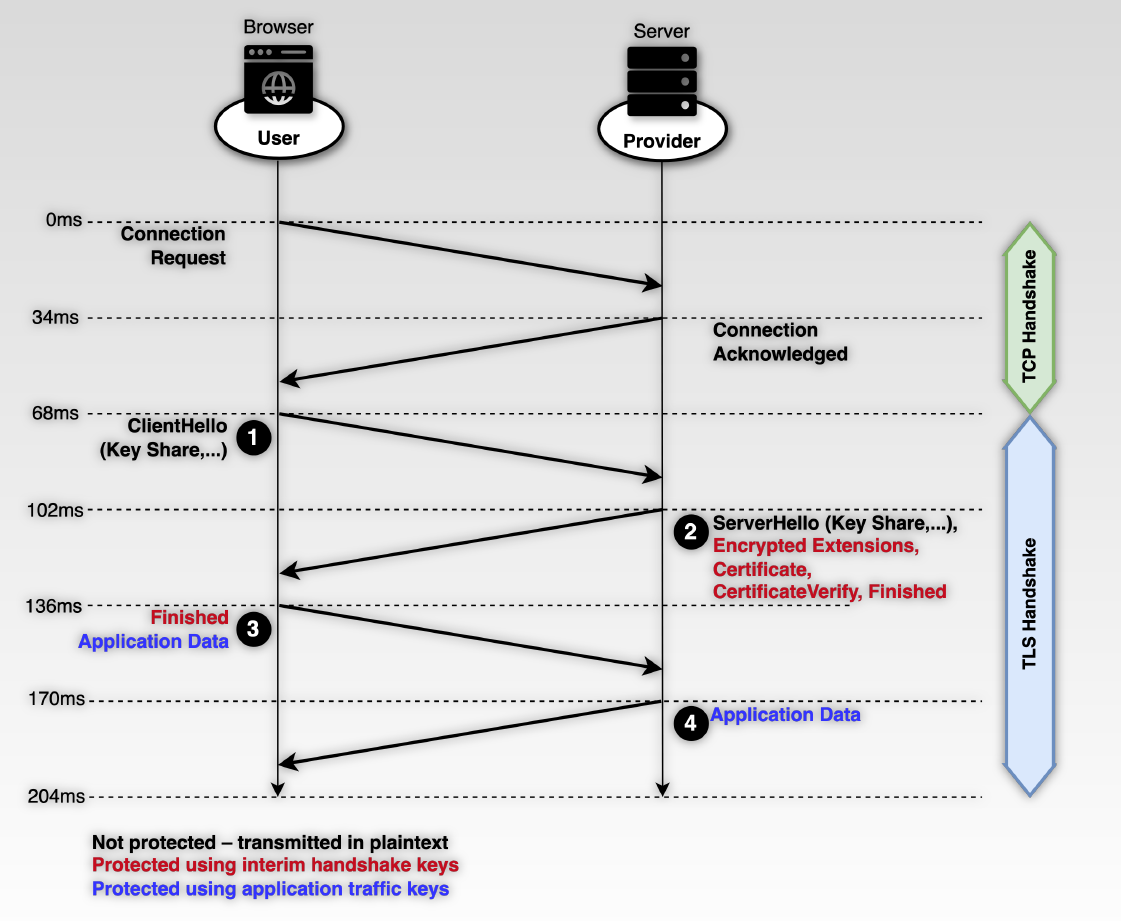 Browser
Server
User
Provider
0ms
Connection
Request
34ms
Connection
Acknowledged
68ms
ClientHello
(Key Share,...)
1
102ms
2
ServerHello (Key Share,...),
Encrypted Extensions,
Certificate,
CertificateVerify, Finished
136ms
Finished
Application Data
3
170ms
4
Application Data
204ms
TCP Handshake
TLS Handshake
Not protected – transmitted in plaintext
Protected using interim handshake keys
Protected using application traffic keys